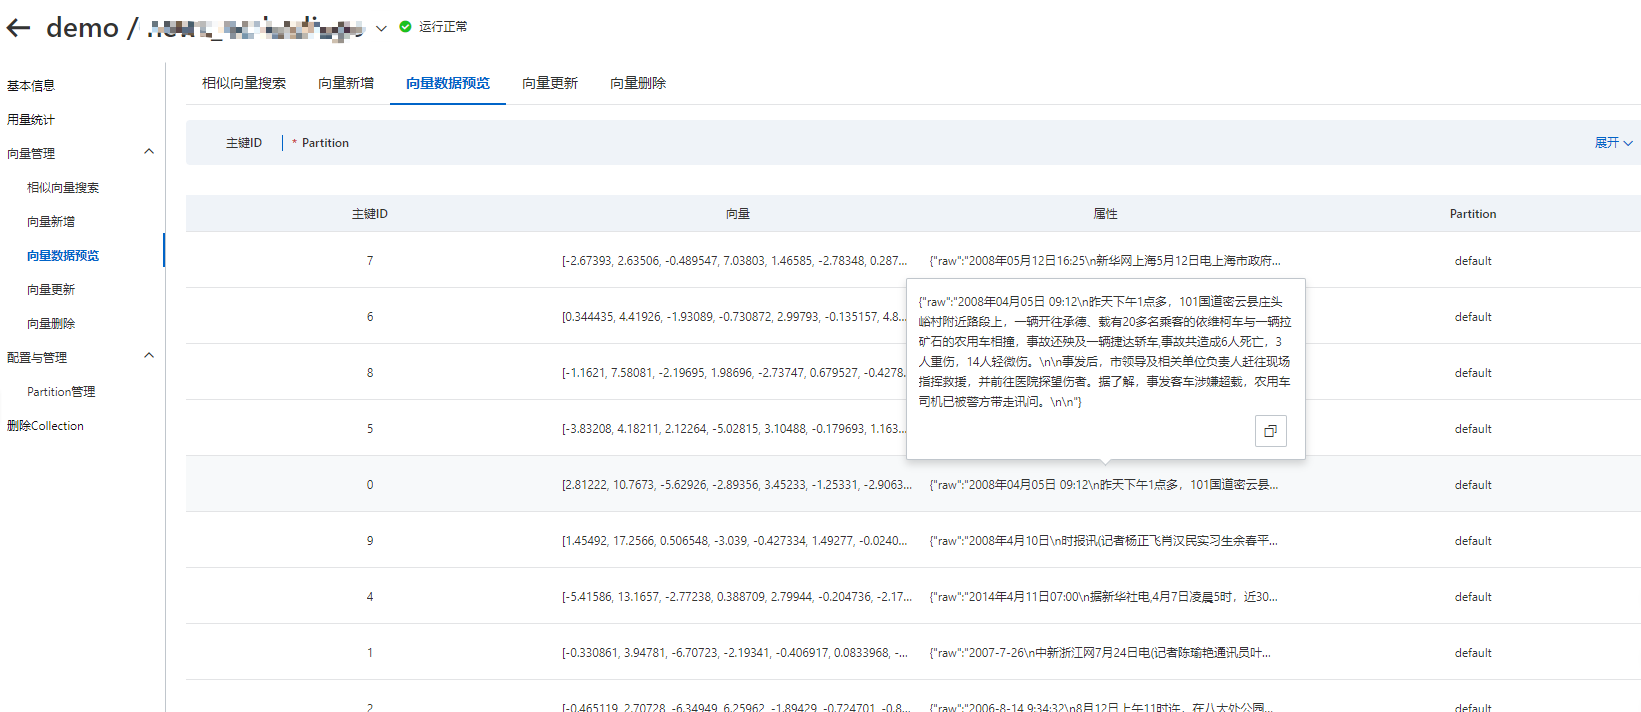 demo /
运行正常
基本信息
用量统计
向量管理
相似向量搜索
向量新增
向量数据预览
向量更新
向量删除
配置与管理
Partition管理
删除Collection
相似向量搜索 向量新增 向量数据预览 向量更新 向量删除
主键ID * Partition 展开
主键ID 向量 属性 Partition
7 [-2.67393, 2.63506, -0.489547, 7.03803, 1.46585, -2.78348, 0.287... {"raw":"2008年05月12日16:25\n新华网上海5月12日电上海市政府... default
6 [0.344435, 4.41926, -1.93089, -0.730872, 2.99793, -0.135157, 4.8... default
8 [-1.1621, 7.58081, -2.19695, 1.98696, -2.73747, 0.679527, -0.4278... default
5 [-3.83208, 4.18211, 2.12264, -5.02815, 3.10488, -0.179693, 1.163... default
{"raw":"2008年04月05日 09:12\n昨天下午1点多，101国道密云县庄头
峪村附近路段上，一辆开往承德、载有20多名乘客的依维柯车与一辆拉
矿石的农用车相撞，事故还殃及一辆捷达轿车,事故共造成6人死亡，3
人重伤，14人轻微伤。\n\n事发后，市领导及相关单位负责人赶往现场
指挥救援，并前往医院探望伤者。据了解，事发客车涉嫌超载，农用车
司机已被警方带走讯问。\n\n"}
0 [2.81222, 10.7673, -5.62926, -2.89356, 3.45233, -1.25331, -2.9063... {"raw":"2008年04月05日 09:12\n昨天下午1点多，101国道密云县... default
9 [1.45492, 17.2566, 0.506548, -3.039, -0.427334, 1.49277, -0.0240... {"raw":"2008年4月10日\n时报讯(记者杨正飞肖汉民实习生余春平... default
4 [-5.41586, 13.1657, -2.77238, 0.388709, 2.79944, -0.204736, -2.17... {"raw":"2014年4月11日07:00\n据新华社电,4月7日凌晨5时，近30... default
1 [-0.330861, 3.94781, -6.70723, -2.19341, -0.406917, 0.0833968, -... {"raw":"2007-7-26\n中新浙江网7月24日电(记者陈瑜艳通讯员叶... default
2 [-0.465119, 2.70728, -6.34949, 6.25962, -1.89429, -0.724701, -0.8... {"raw":"2006-8-14 9:34:32\n8月12日上午11时许，在八大处公园... default